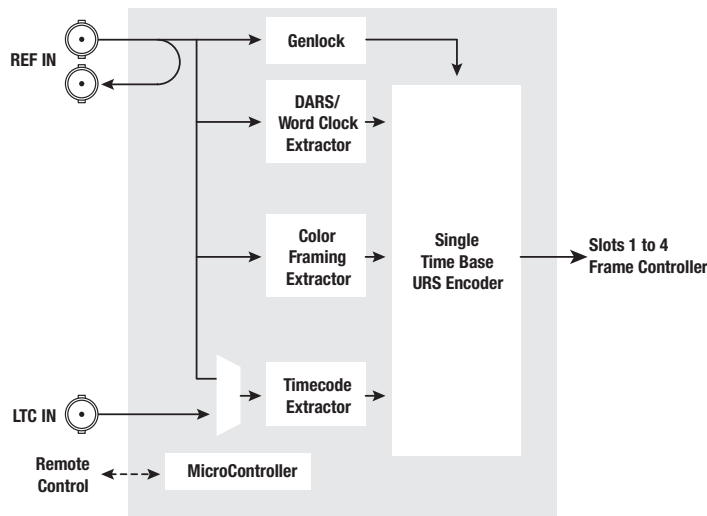 REF IN
Genlock
DARS/
Word Clock
Extractor
Color
Framing
Extractor
Single
Time Base
URS Encoder
Slots 1 to 4
Frame Controller
Timecode
Extractor
LTC IN
Remote
Control
MicroController